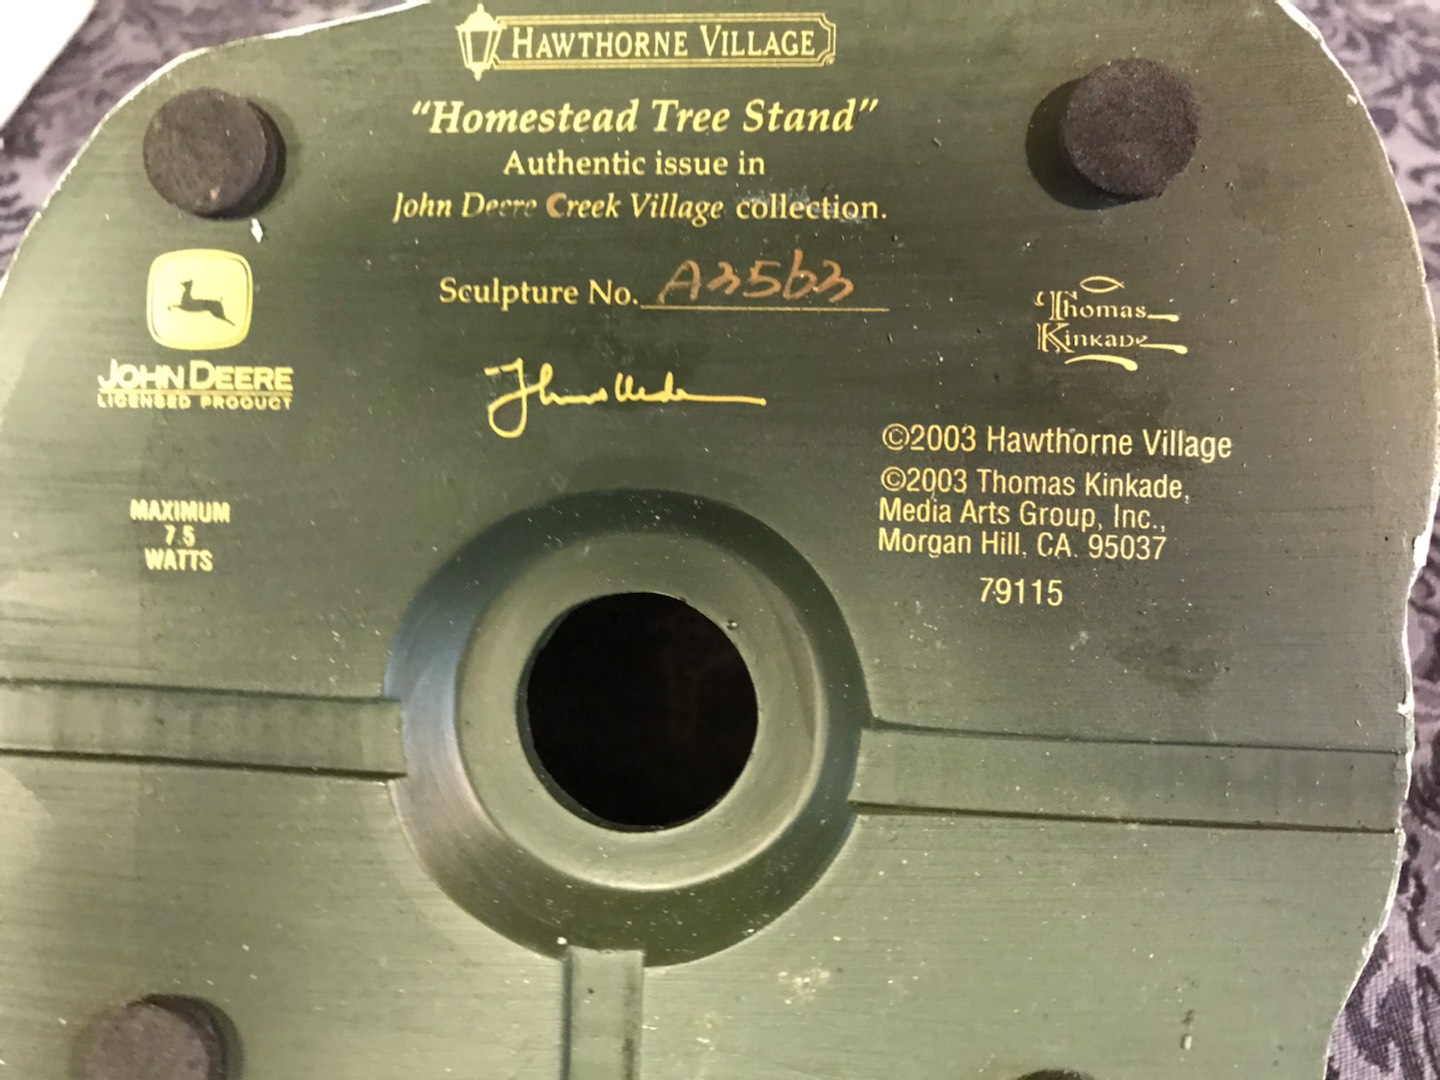 HAWTHORNE VILLAGE
"Homestead Tree Stand"
Authentic issue in
John Deere Creek Village collection.
Sculpture No. A3563
JOHN DEERE
LICENSED PRODUCT
Thomas
Kinkade
MAXIMUM
7.5
WATTS
©2003 Hawthorne Village
©2003 Thomas Kinkade,
Media Arts Group, Inc.,
Morgan Hill, CA. 95037
79115